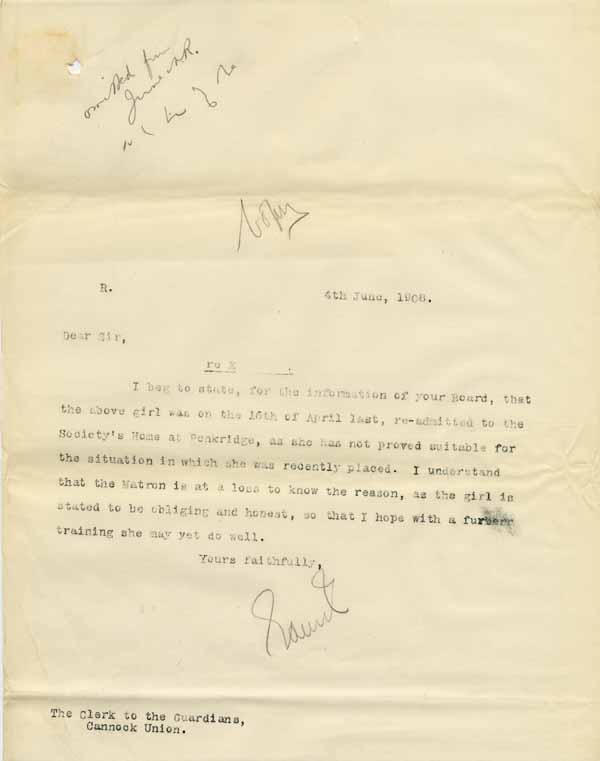 omitted from
Copy
R.
4th June, 1908.
Dear Sir,
re E
I beg to state, for the information of your Board, that
the above girl was on the 16th of April last, re-admitted to the
Society's Home at Penkridge, as she has not proved suitable for
the situation in which she was recently placed. I understand
that the Matron is at a loss to know the reason, as the girl is
stated to be obliging and honest, so that I hope with a
training she may yet do well.
Yours faithfully,
The Clerk to the Guardians,
Cannock Union.